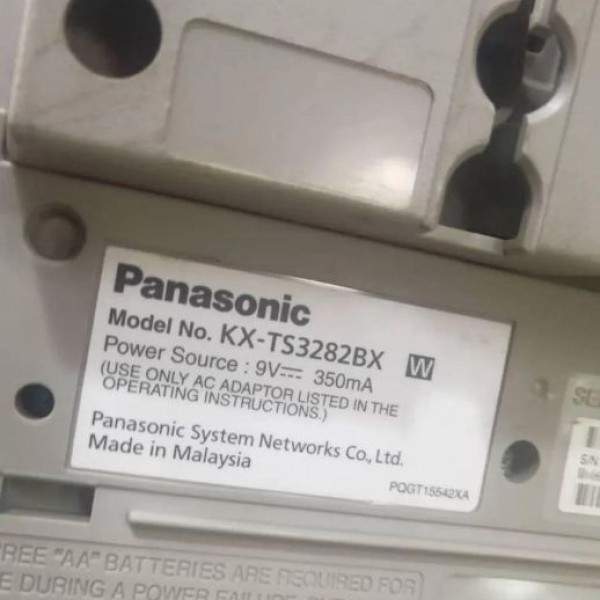 Panasonic
Model No. KX-TS3282BX W
Power Source : 9V⎓ 350mA
(USE ONLY AC ADAPTOR LISTED IN THE
OPERATING INSTRUCTIONS.)
Panasonic System Networks Co., Ltd.
Made in Malaysia
PQGT15542XA
S/N
"AA" BATTERIES ARE REQUIRED FOR
DURING A POWER FAILURE